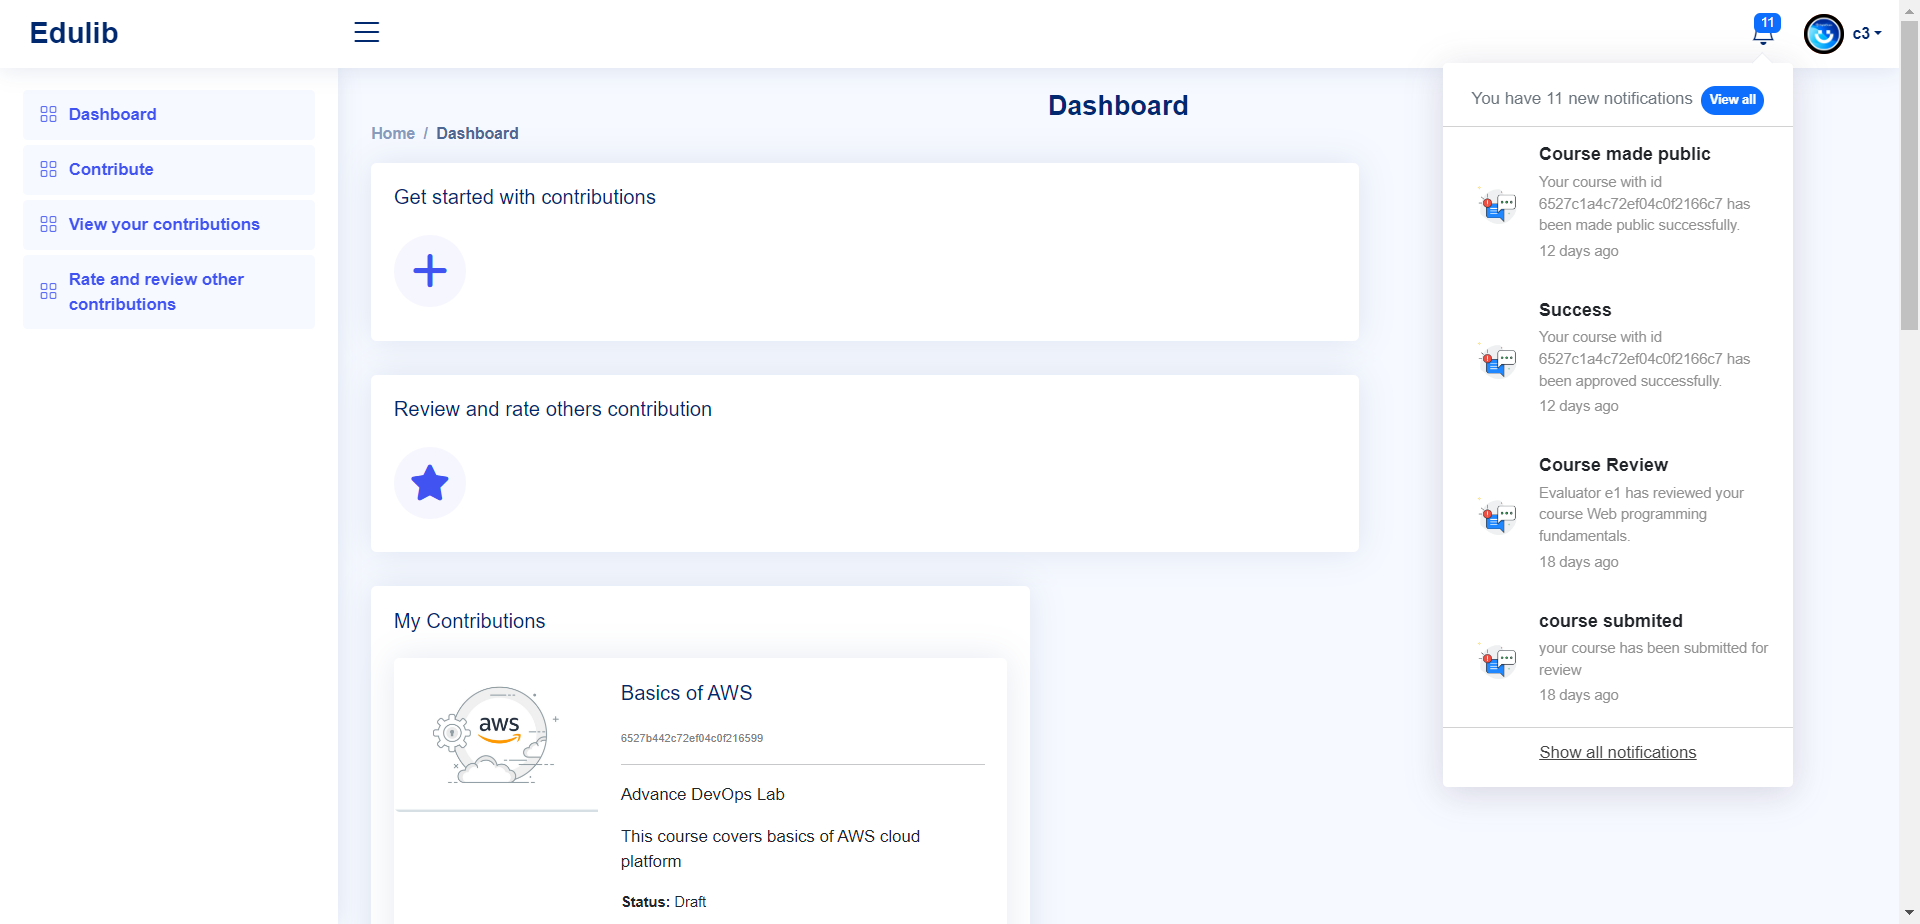 Edulib
11
c3
Dashboard
Contribute
View your contributions
Rate and review other
contributions
Dashboard
Home / Dashboard
Get started with contributions
Review and rate others contribution
My Contributions
aws
Basics of AWS
6527b442c72ef04c0f216599
Advance DevOps Lab
This course covers basics of AWS cloud
platform
Status: Draft
You have 11 new notifications View all
Course made public
Your course with id
6527c1a4c72ef04c0f2166c7 has
been made public successfully.
12 days ago
Success
Your course with id
6527c1a4c72ef04c0f2166c7 has
been approved successfully.
12 days ago
Course Review
Evaluator e1 has reviewed your
course Web programming
fundamentals.
18 days ago
course submited
your course has been submitted for
review
18 days ago
Show all notifications